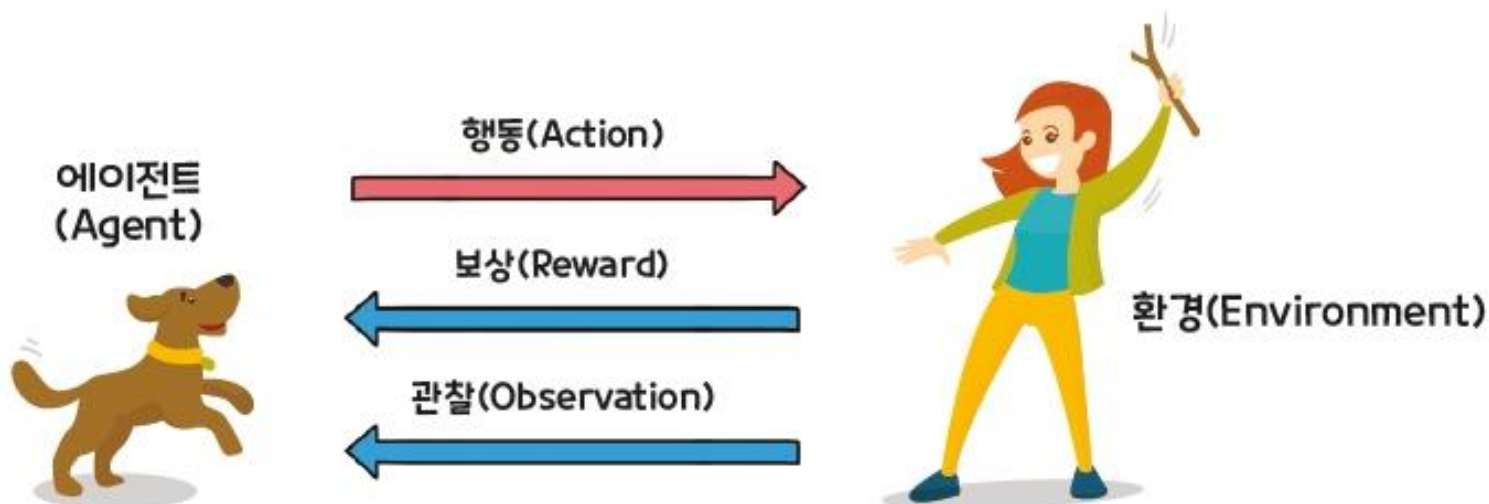 행동(Action)
에이전트
(Agent)
보상(Reward)
환경(Environment)
관찰(Observation)